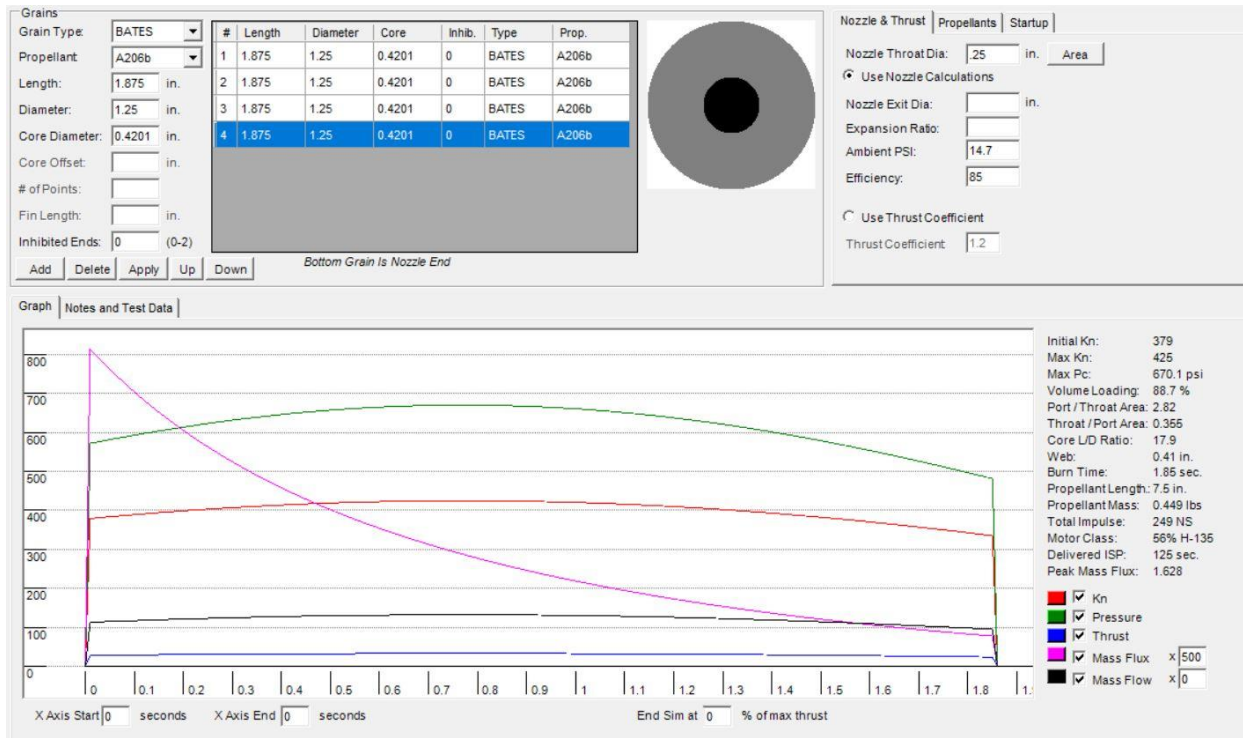 Grains
Grain Type: BATES
Propellant A206b
Length: 1.875 in.
Diameter: 1.25 in.
Core Diameter: 0.4201 in.
Core Offset: in.
# of Points:
Fin Length: in.
Inhibited Ends: 0 (0-2)
Add Delete Apply Up Down
# Length Diameter Core Inhib. Type Prop.
1 1.875 1.25 0.4201 0 BATES A206b
2 1.875 1.25 0.4201 0 BATES A206b
3 1.875 1.25 0.4201 0 BATES A206b
4 1.875 1.25 0.4201 0 BATES A206b
Bottom Grain Is Nozzle End
Nozzle & Thrust Propellants Startup
Nozzle Throat Dia: .25 in. Area
Use Nozzle Calculations
Nozzle Exit Dia: in.
Expansion Ratio:
Ambient PSI: 14.7
Efficiency: 85
Use Thrust Coefficient
Thrust Coefficient 1.2
Graph Notes and Test Data
800
700
600
500
400
300
200
100
0
0 0.1 0.2 0.3 0.4 0.5 0.6 0.7 0.8 0.9 1 1.1 1.2 1.3 1.4 1.5 1.6 1.7 1.8
X Axis Start 0 seconds X Axis End 0 seconds End Sim at 0 % of max thrust
Initial Kn: 379
Max Kn: 425
Max Pc: 670.1 psi
Volume Loading: 88.7 %
Port / Throat Area: 2.82
Throat / Port Area: 0.355
Core L/D Ratio: 17.9
Web: 0.41 in.
Burn Time: 1.85 sec.
Propellant Length: 7.5 in.
Propellant Mass: 0.449 lbs
Total Impulse: 249 NS
Motor Class: 56% H-135
Delivered ISP: 125 sec.
Peak Mass Flux: 1.628
Kn
Pressure
Thrust
Mass Flux x 500
Mass Flow x 0